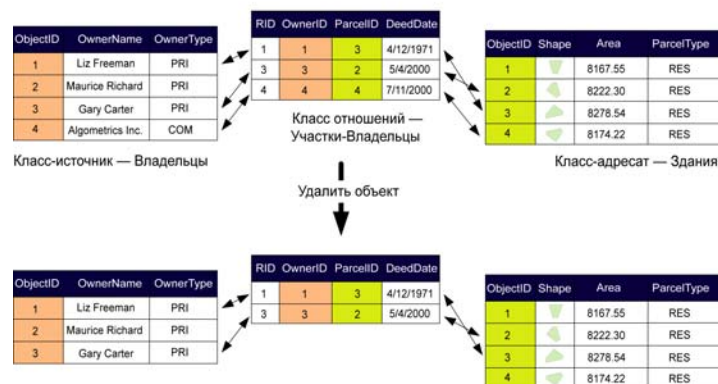 RID OwnerID ParcelID DeedDate
1 1 3 4/12/1971
3 3 2 5/4/2000
4 4 4 7/11/2000
ObjectID OwnerName OwnerType
1 Liz Freeman PRI
2 Maurice Richard PRI
3 Gary Carter PRI
4 Algometrics Inc. COM
ObjectID Shape Area ParcelType
1 8167.55 RES
2 8222.30 RES
3 8278.54 RES
4 8174.22 RES
Класс отношений —
Участки-Владельцы
Класс-источник — Владельцы
Класс-адресат — Здания
Удалить объект
RID OwnerID ParcelID DeedDate
1 1 3 4/12/1971
3 3 2 5/4/2000
ObjectID OwnerName OwnerType
1 Liz Freeman PRI
2 Maurice Richard PRI
3 Gary Carter PRI
ObjectID Shape Area ParcelType
1 8167.55 RES
2 8222.30 RES
3 8278.54 RES
4 8174.22 RES